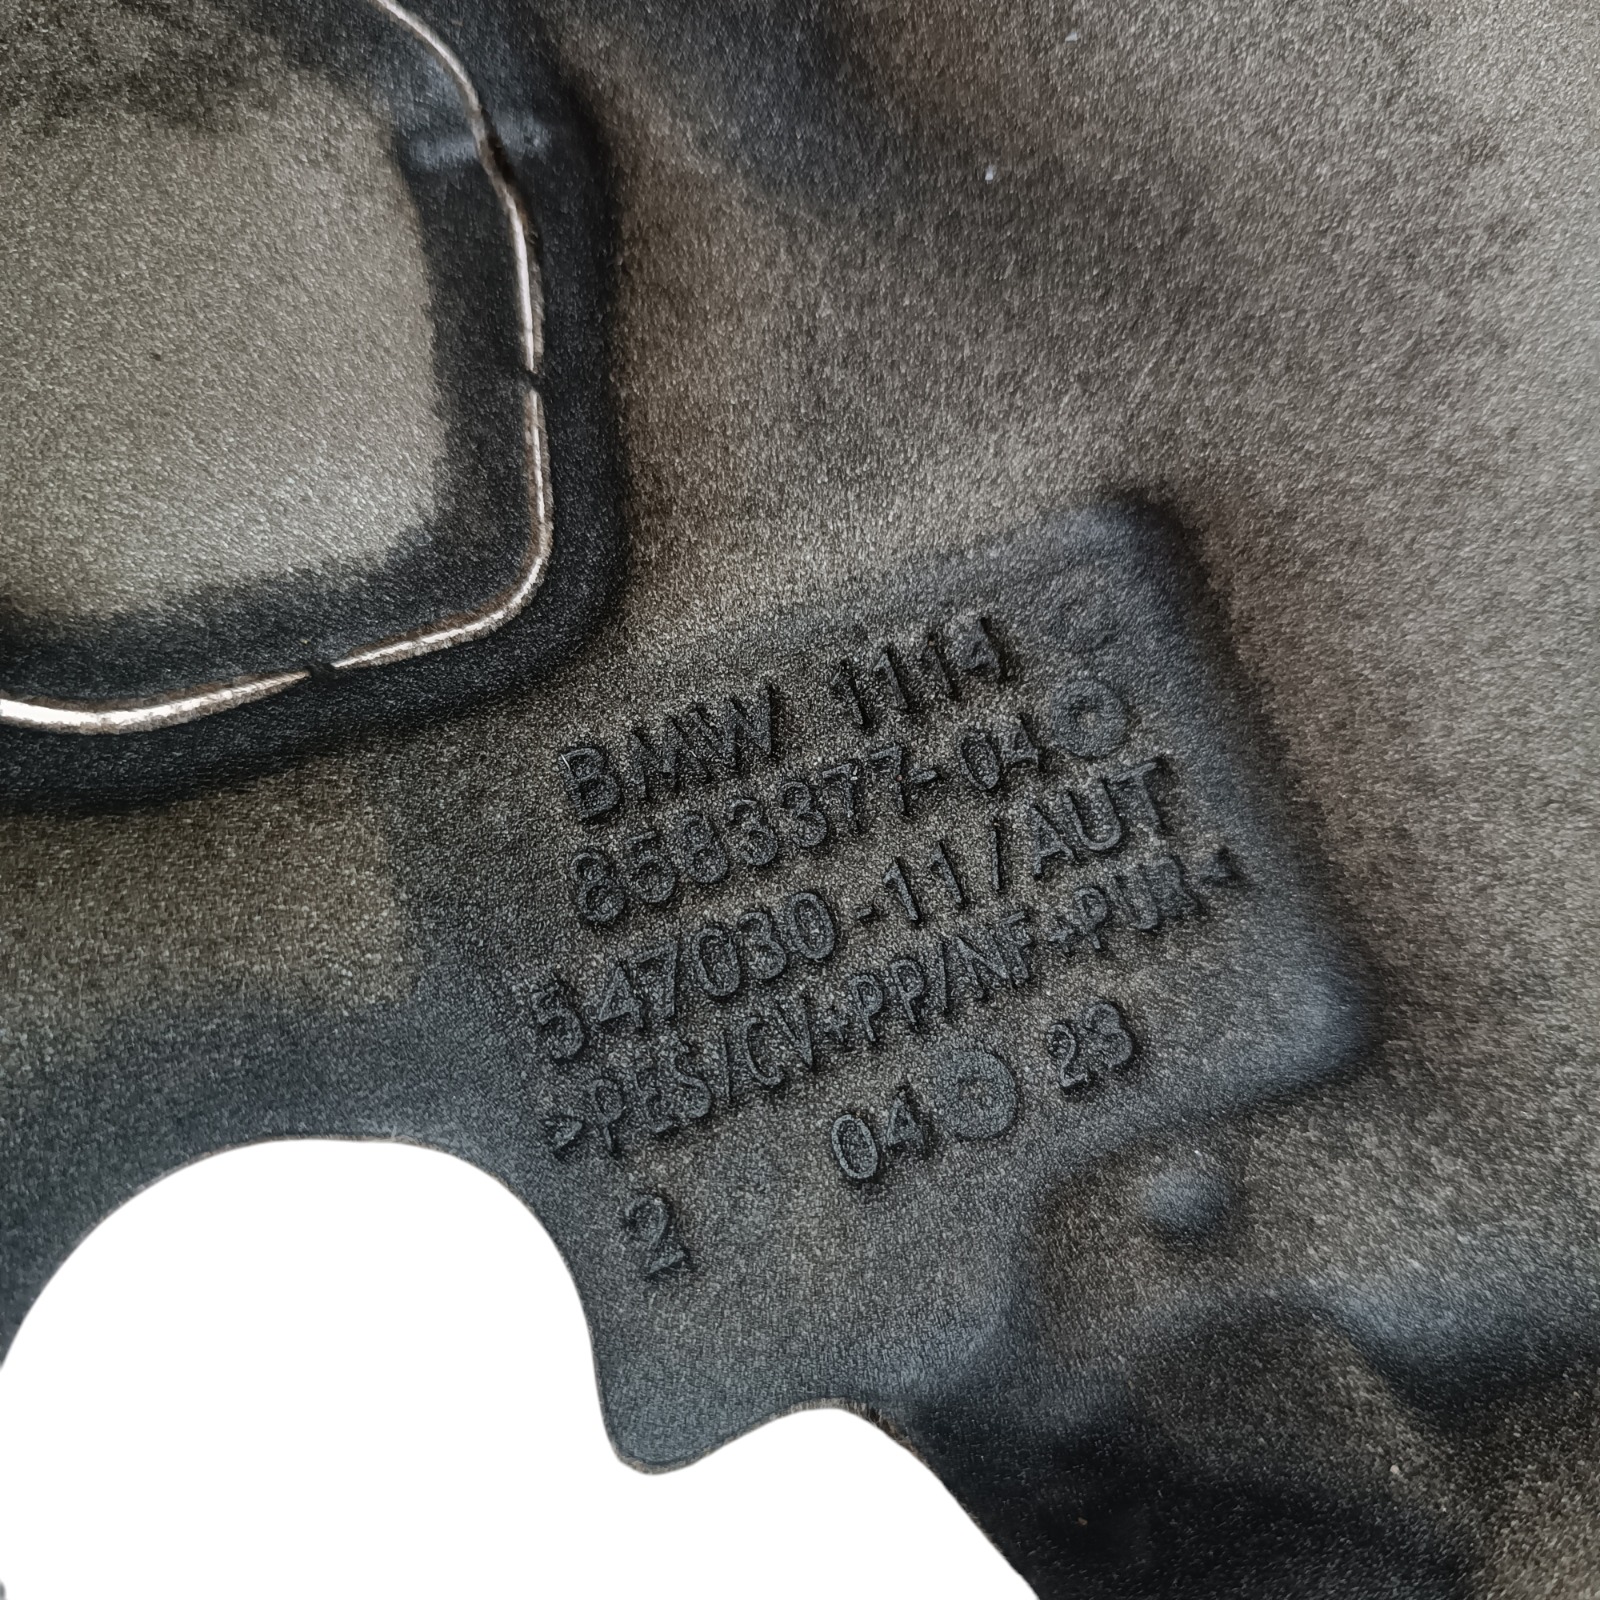 BMW 1114
8583377-04
547030-11/AUT
>PES/CV+PP/NF+PUR<
04 23
2